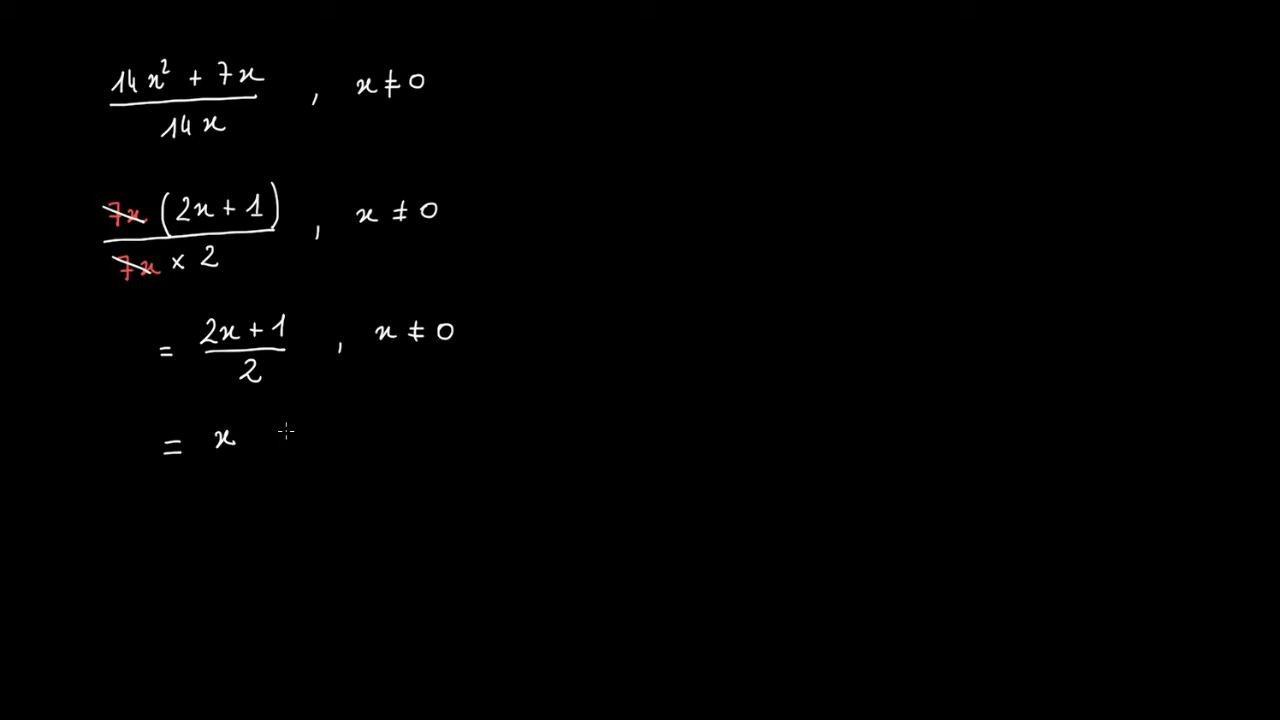 14x² + 7x
14x
, x ≠ 0
7x (2x + 1)
7x × 2
, x ≠ 0
= 2x + 1
2
, x ≠ 0
= x